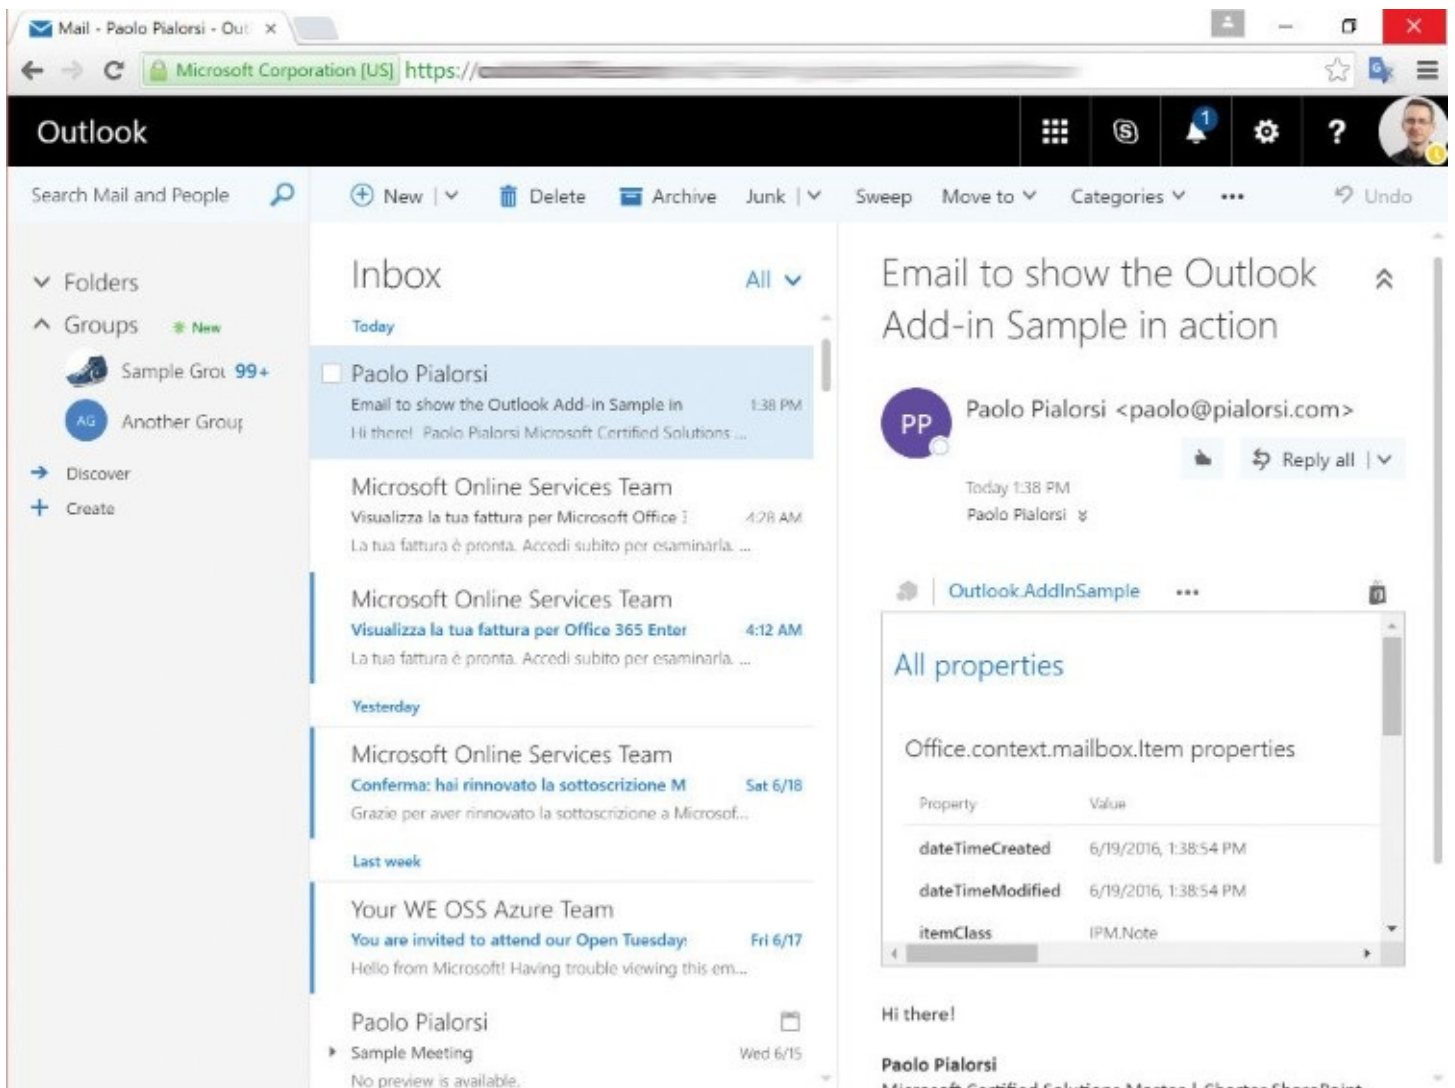 Mail - Paolo Pialorsi - Out
Microsoft Corporation [US] https://
Outlook
1
?
Search Mail and People
New
Delete
Archive
Junk
Sweep
Move to
Categories
Undo
Folders
Groups
New
Sample Grou 99+
AG
Another Group
Discover
Create
Inbox
All
Today
Paolo Pialorsi
Email to show the Outlook Add-in Sample in 1:38 PM
Hi there! Paolo Pialorsi Microsoft Certified Solutions ...
Microsoft Online Services Team
Visualizza la tua fattura per Microsoft Office 4:28 AM
La tua fattura è pronta. Accedi subito per esaminarla. ...
Microsoft Online Services Team
Visualizza la tua fattura per Office 365 Enter 4:12 AM
La tua fattura è pronta. Accedi subito per esaminarla. ...
Yesterday
Microsoft Online Services Team
Conferma: hai rinnovato la sottoscrizione M Sat 6/18
Grazie per aver rinnovato la sottoscrizione a Microsof...
Last week
Your WE OSS Azure Team
You are invited to attend our Open Tuesday: Fri 6/17
Hello from Microsoft! Having trouble viewing this em...
Paolo Pialorsi
Sample Meeting Wed 6/15
No preview is available.
Email to show the Outlook
Add-in Sample in action
PP
Paolo Pialorsi <paolo@pialorsi.com>
Reply all
Today 1:38 PM
Paolo Pialorsi
Outlook.AddInSample
All properties
Office.context.mailbox.Item properties
Property Value
dateTimeCreated 6/19/2016, 1:38:54 PM
dateTimeModified 6/19/2016, 1:38:54 PM
itemClass IPM.Note
Hi there!
Paolo Pialorsi
Microsoft Certified Solutions Master | Charter SharePoint